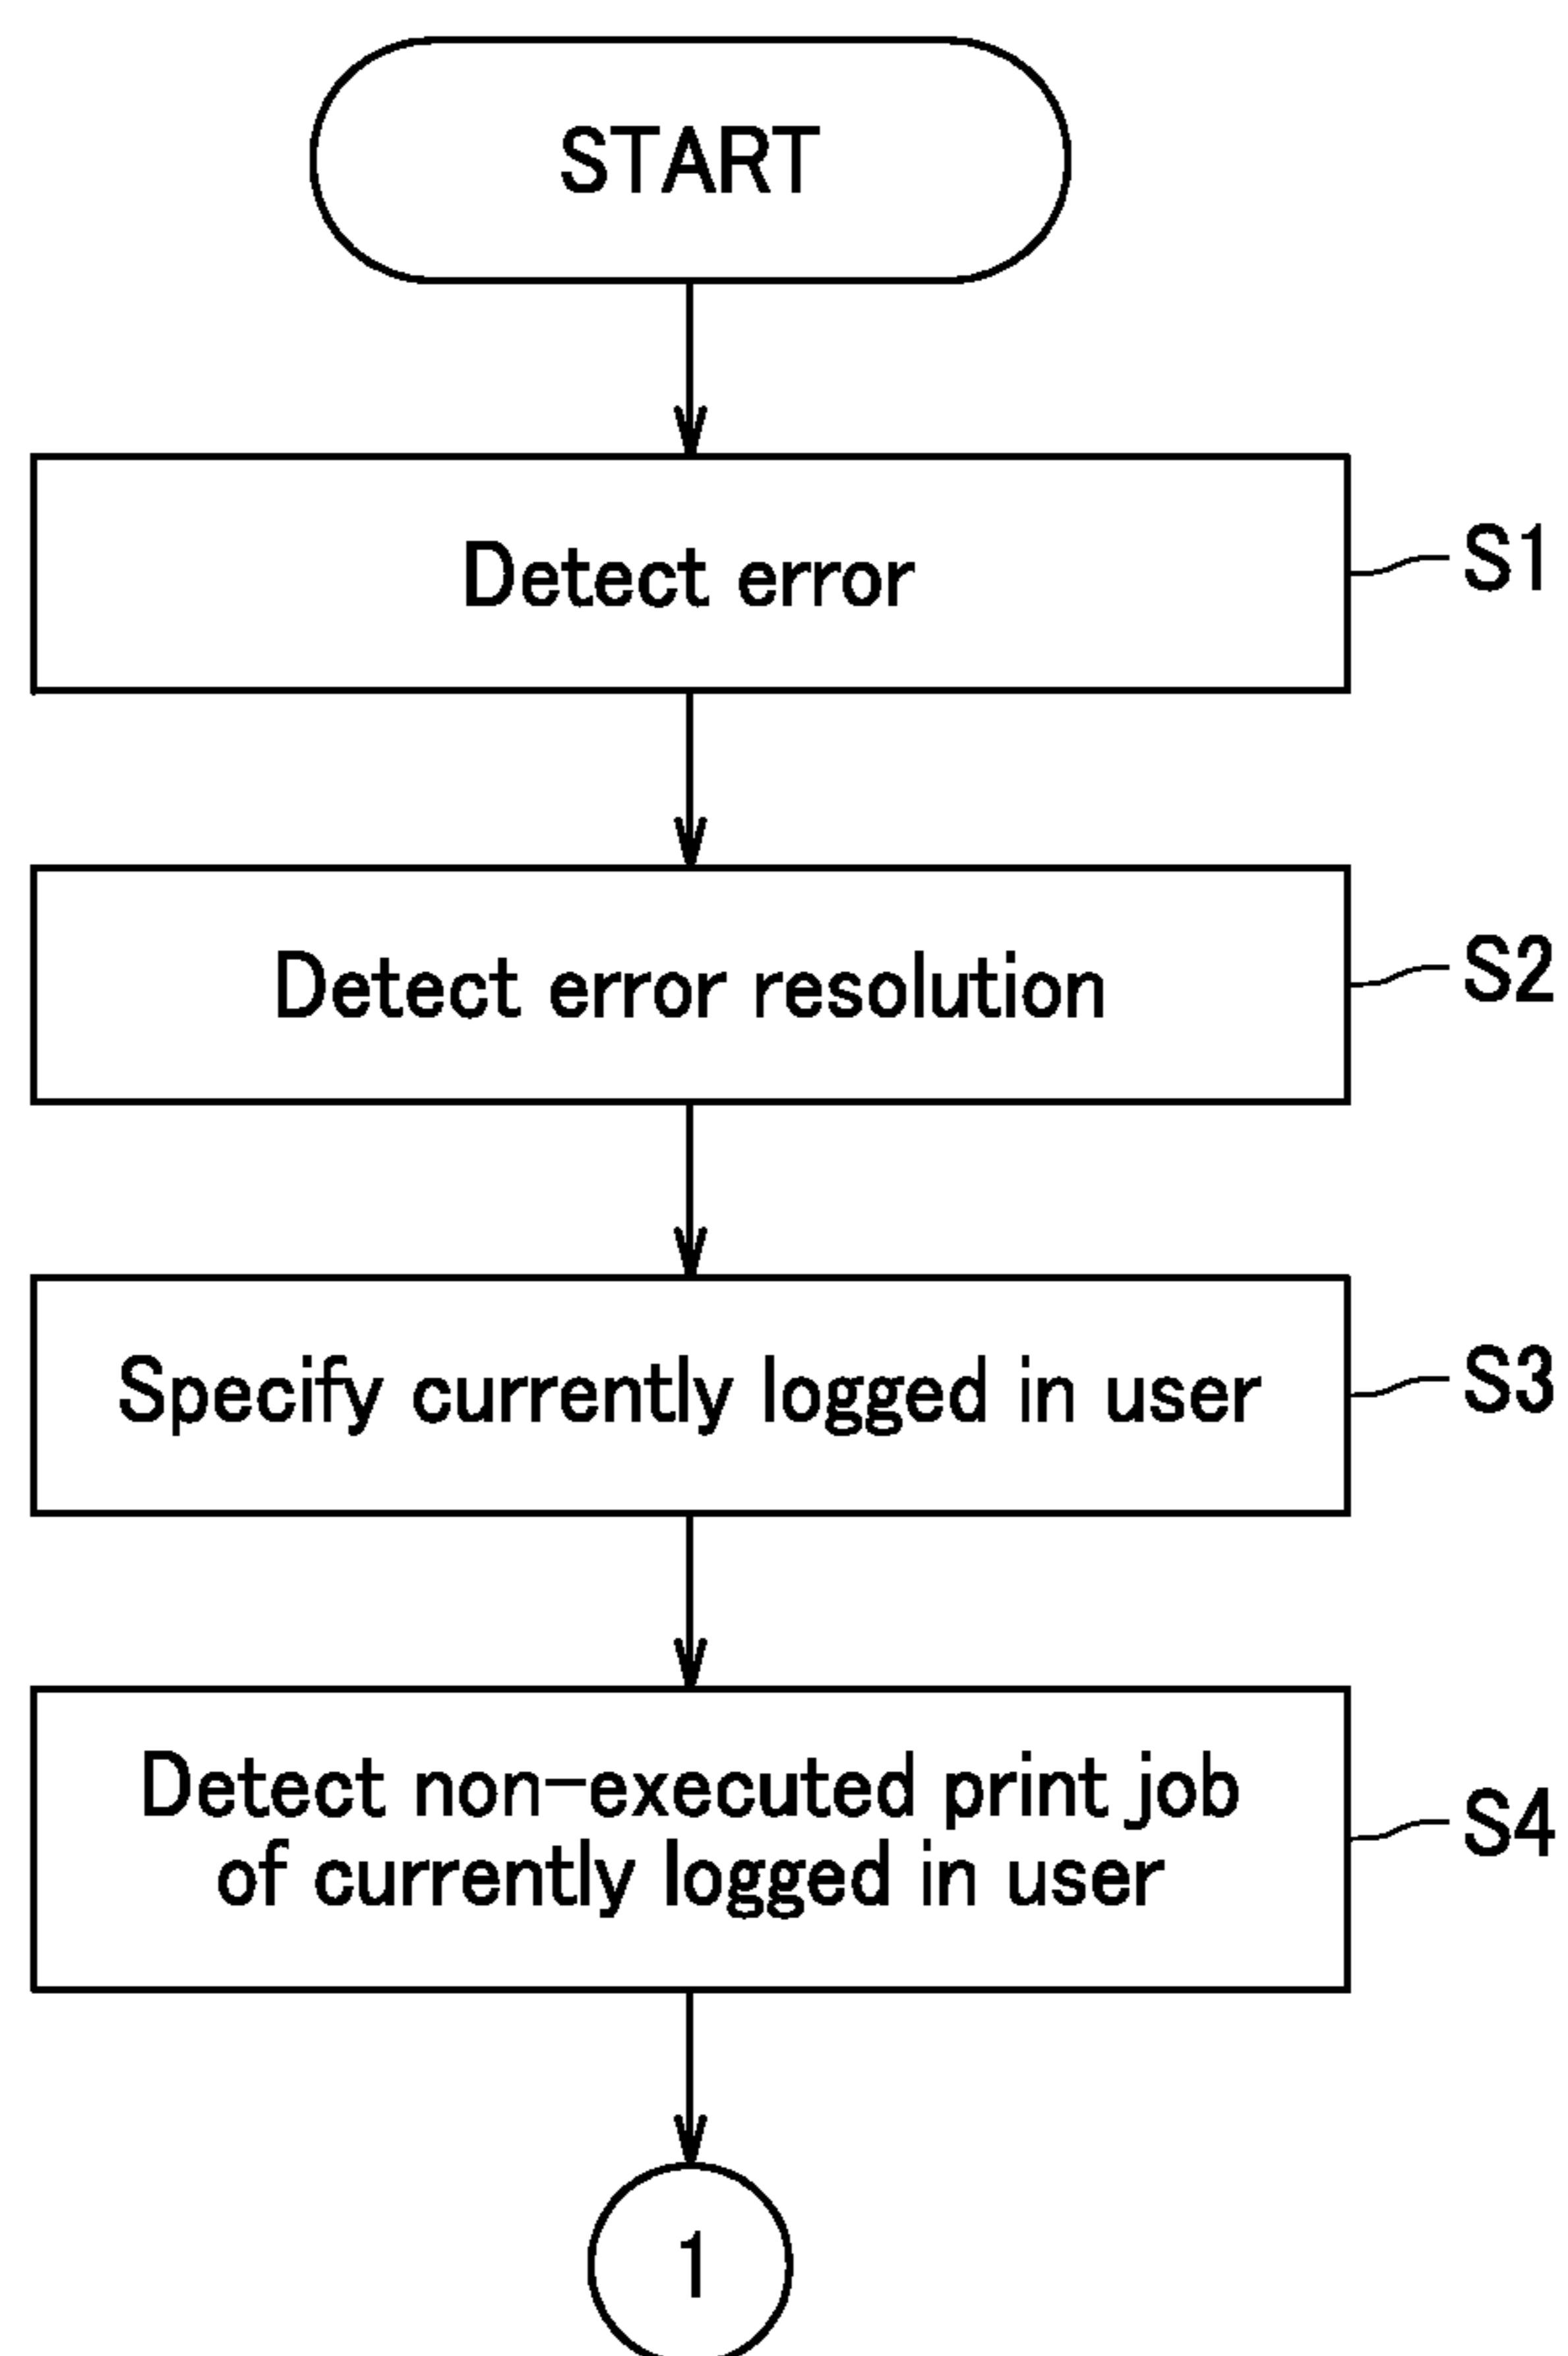 START
Detect error
S1
Detect error resolution
S2
Specify currently logged in user
S3
Detect non-executed print job
of currently logged in user
S4
1